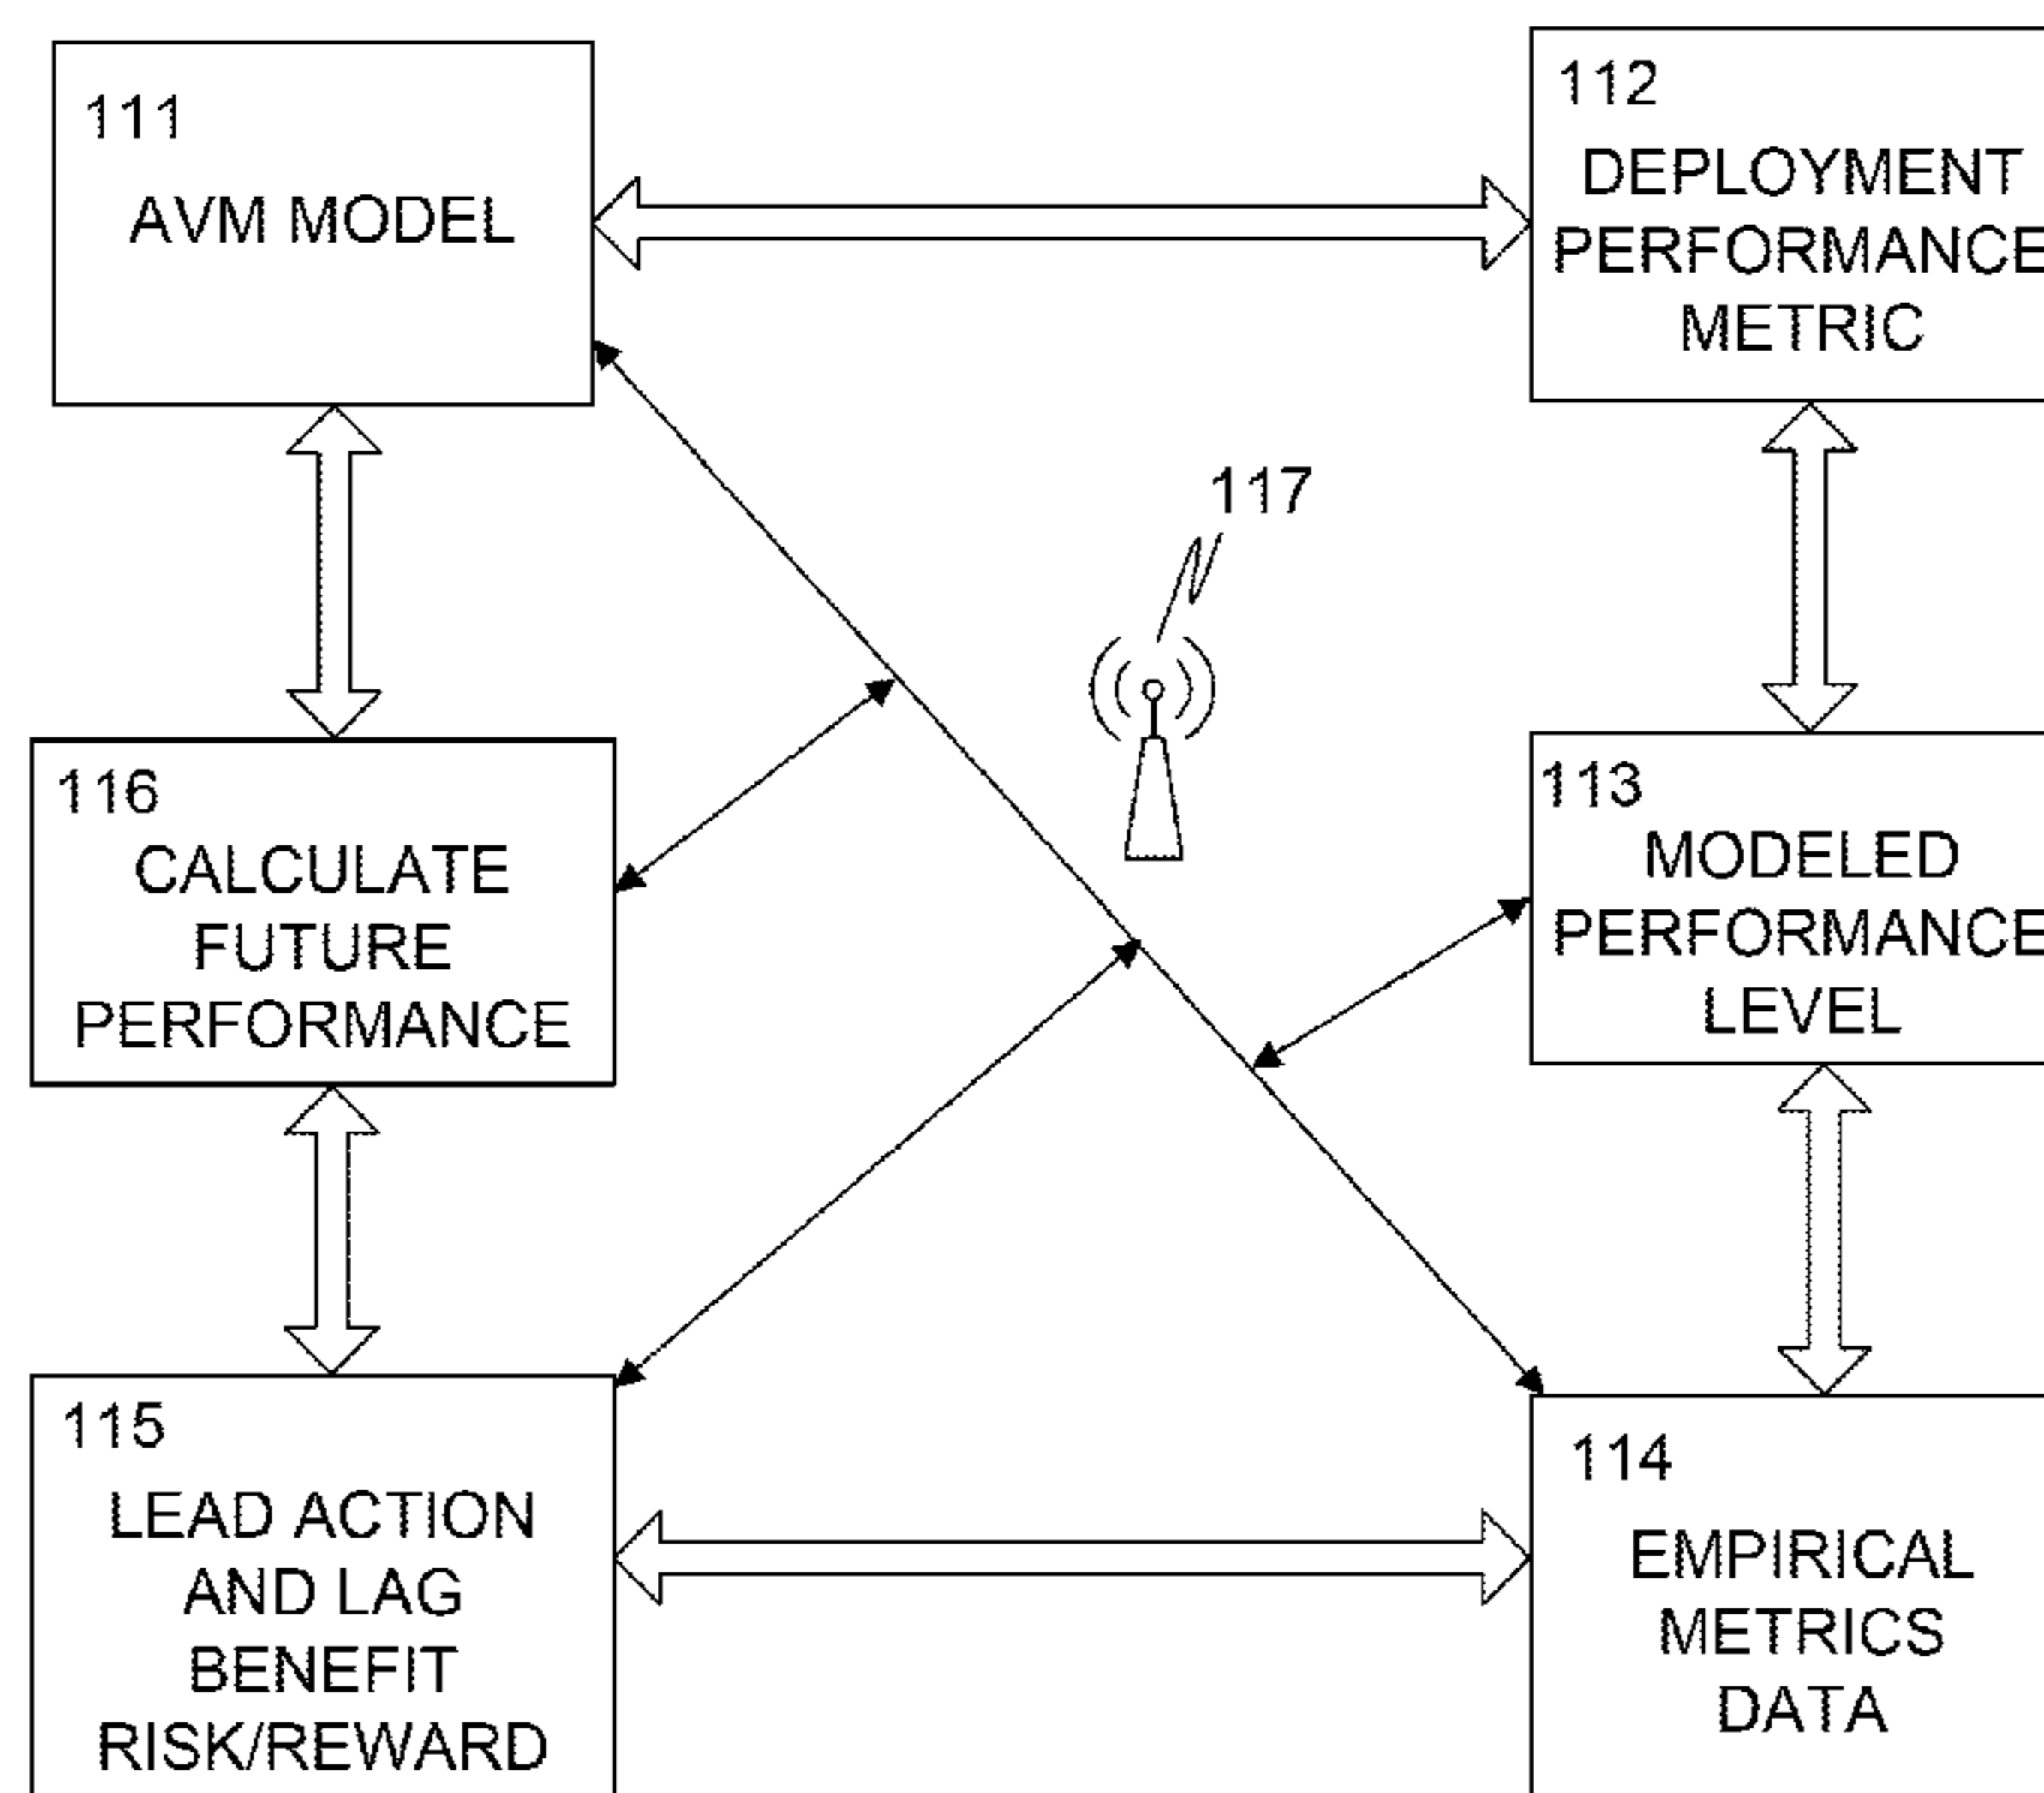 111
AVM MODEL
112
DEPLOYMENT
PERFORMANCE
METRIC
117
116
CALCULATE
FUTURE
PERFORMANCE
113
MODELED
PERFORMANCE
LEVEL
115
LEAD ACTION
AND LAG
BENEFIT
RISK/REWARD
114
EMPIRICAL
METRICS
DATA